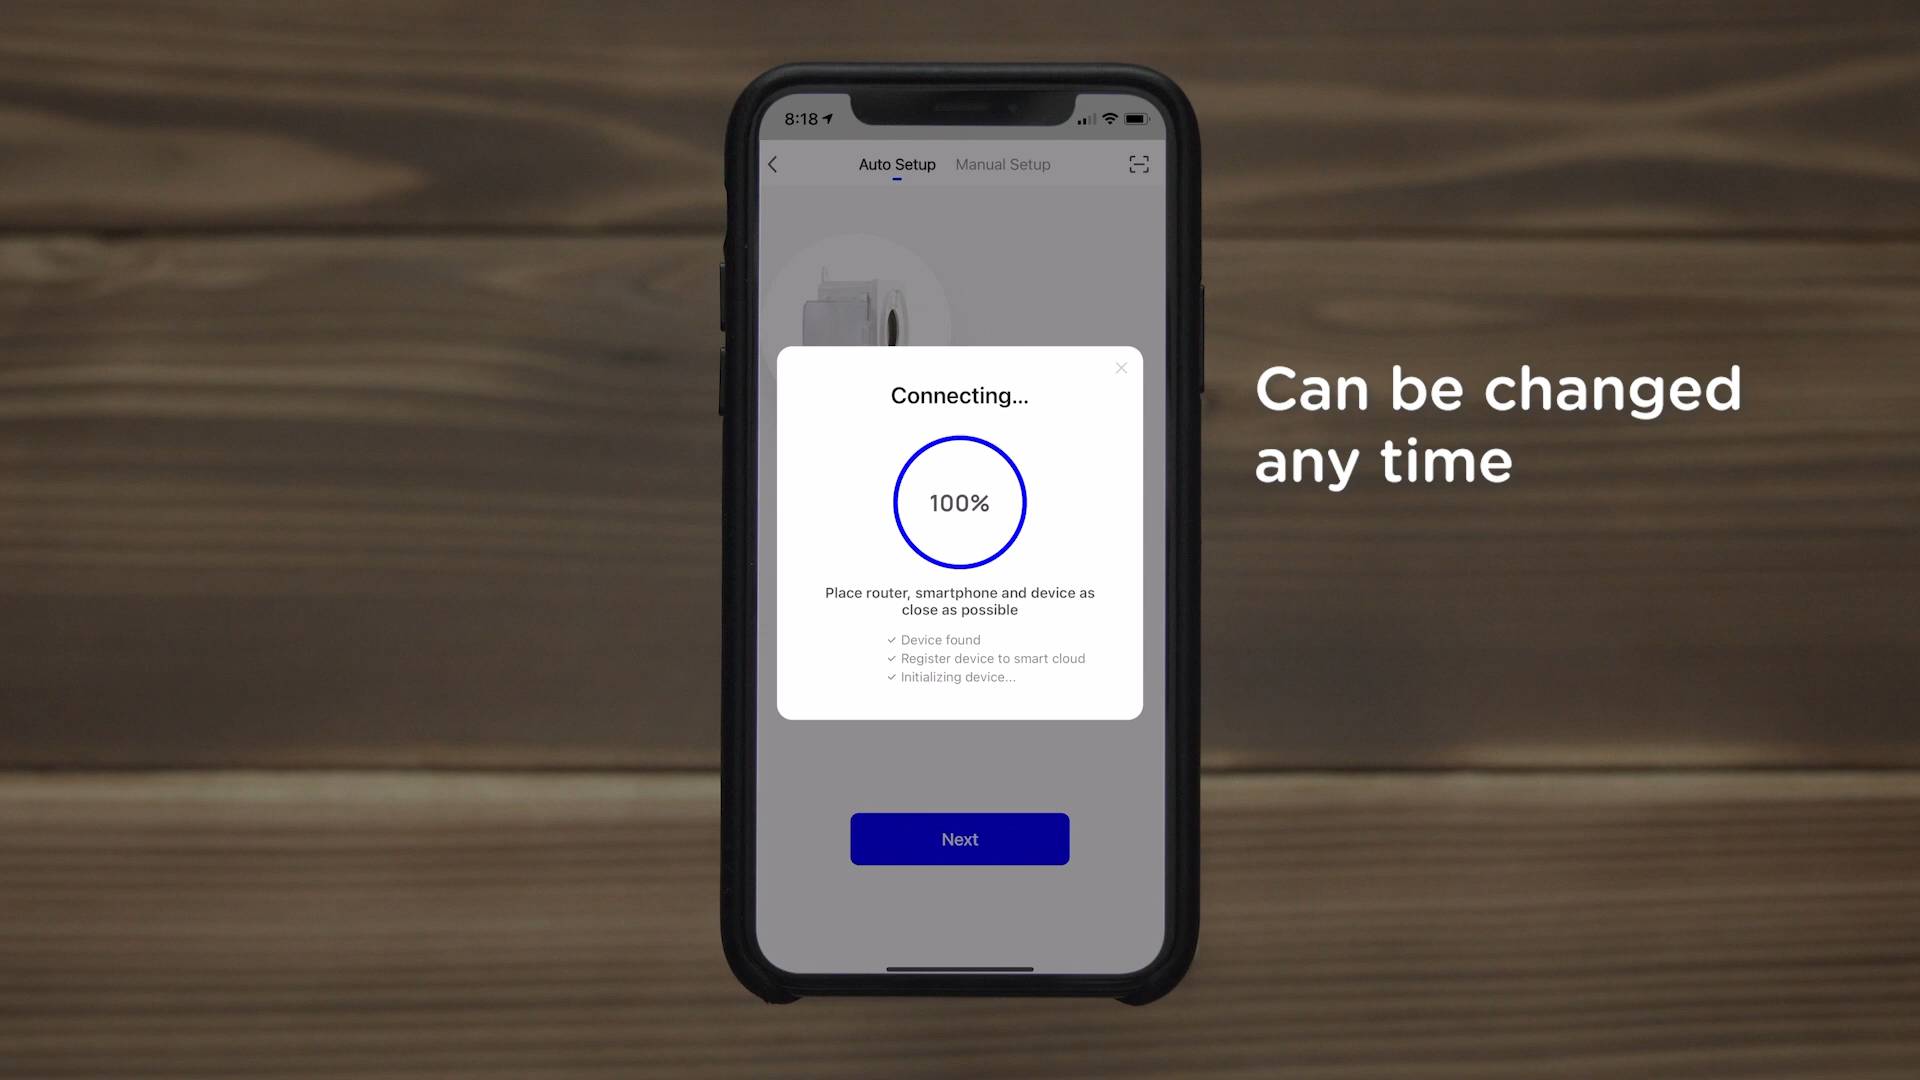 8:18
Auto Setup Manual Setup
Connecting...
100%
Place router, smartphone and device as
close as possible
✓ Device found
✓ Register device to smart cloud
✓ Initializing device...
Next
Can be changed
any time